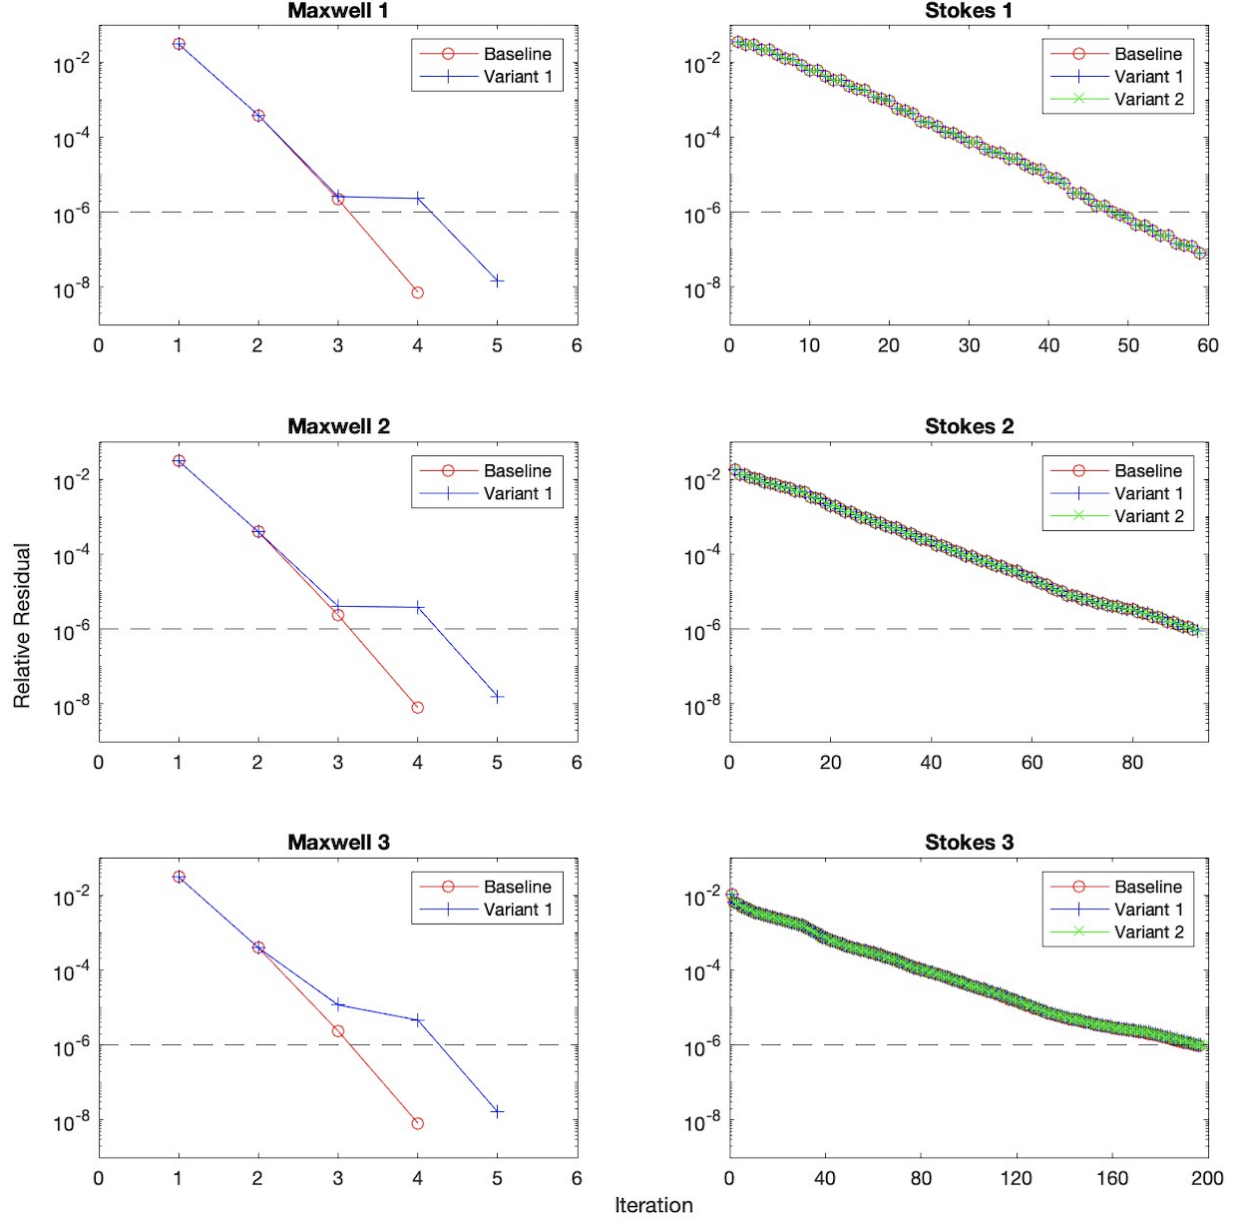 Maxwell 1
Baseline
Variant 1
10-2
10-4
10-6
10-8
0 1 2 3 4 5 6
Stokes 1
Baseline
Variant 1
Variant 2
10-2
10-4
10-6
10-8
0 10 20 30 40 50 60
Maxwell 2
Baseline
Variant 1
10-2
10-4
10-6
10-8
0 1 2 3 4 5 6
Stokes 2
Baseline
Variant 1
Variant 2
10-2
10-4
10-6
10-8
0 20 40 60 80
Relative Residual
Maxwell 3
Baseline
Variant 1
10-2
10-4
10-6
10-8
0 1 2 3 4 5 6
Stokes 3
Baseline
Variant 1
Variant 2
10-2
10-4
10-6
10-8
0 40 80 120 160 200
Iteration